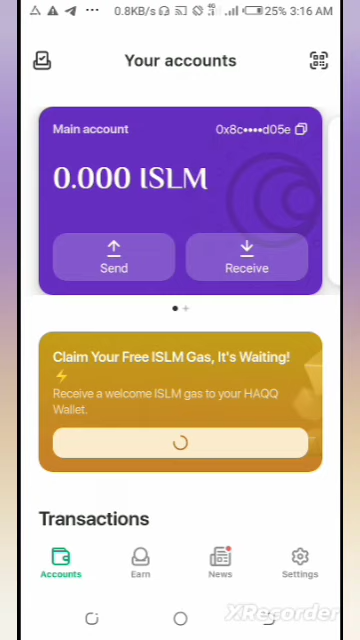 0.8KB/s 4G 25% 3:16 AM
Your accounts
Main account 0x8c••••d05e
0.000 ISLM
Send Receive
Claim Your Free ISLM Gas, It's Waiting!
⚡
Receive a welcome ISLM gas to your HAQQ
Wallet.
Transactions
Accounts Earn News Settings
XRecorder